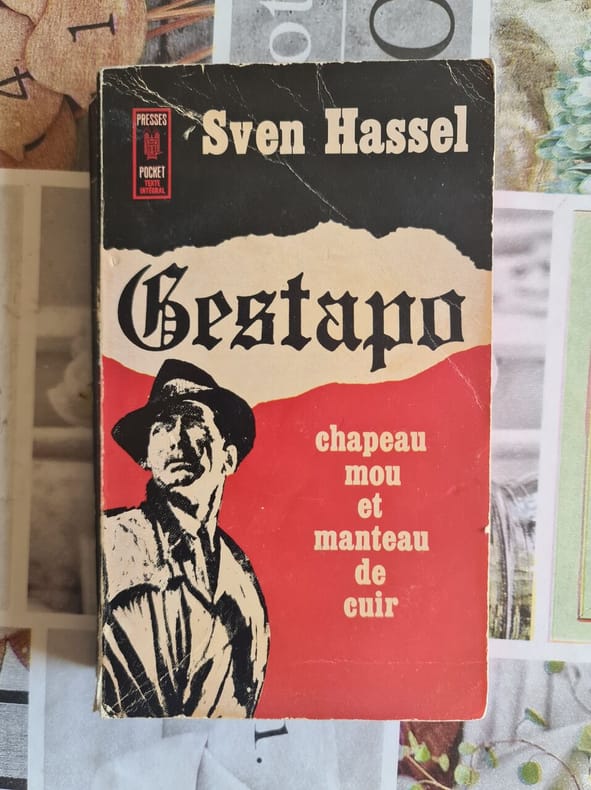 PRESSES
POCKET
TEXTE
INTÉGRAL
Sven Hassel
Gestapo
chapeau
mou
et
manteau
de
cuir